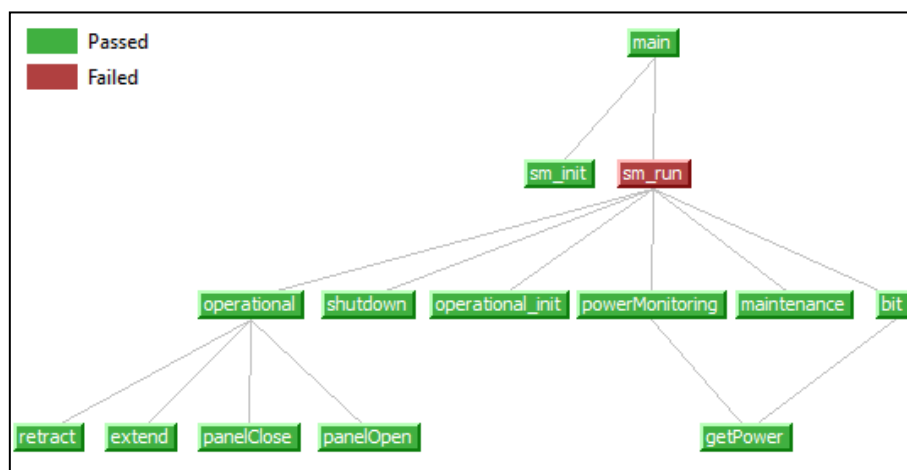 Passed
Failed
main
sm_init
sm_run
operational
shutdown
operational_init
powerMonitoring
maintenance
bit
retract
extend
panelClose
panelOpen
getPower